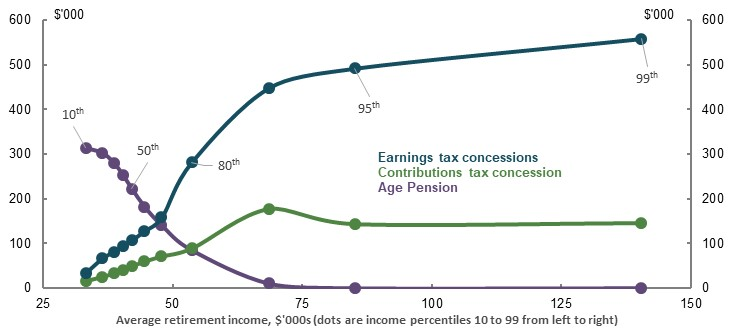 $'000
$'000
600
600
500
500
400
400
300
300
200
200
100
100
0
0
10th
50th
80th
95th
99th
Earnings tax concessions
Contributions tax concession
Age Pension
25
50
75
100
125
150
Average retirement income, $'000s (dots are income percentiles 10 to 99 from left to right)